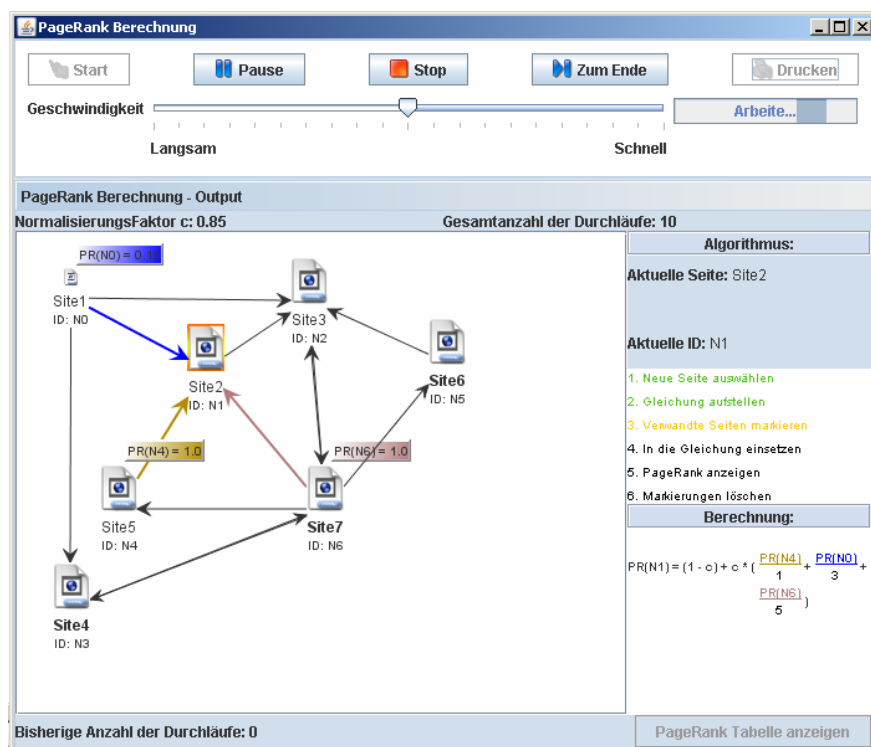 PageRank Berechnung
Start Pause Stop Zum Ende Drucken
Geschwindigkeit
Arbeite...
Langsam Schnell
PageRank Berechnung - Output
NormalisierungsFaktor c: 0.85 Gesamtanzahl der Durchläufe: 10
PR(N0) = 0.1
Site1
ID: N0
Site3
ID: N2
Site2
ID: N1
Site6
ID: N5
PR(N4) = 1.0
PR(N6) = 1.0
Site5
ID: N4
Site7
ID: N6
Site4
ID: N3
Algorithmus:
Aktuelle Seite: Site2
Aktuelle ID: N1
1. Neue Seite auswählen
2. Gleichung aufstellen
3. Verwandte Seiten markieren
4. In die Gleichung einsetzen
5. PageRank anzeigen
6. Markierungen löschen
Berechnung:
PR(N1) = (1 - c) + c * ( PR(N4) / 1 + PR(N0) / 3 +
PR(N6) / 5 )
Bisherige Anzahl der Durchläufe: 0
PageRank Tabelle anzeigen